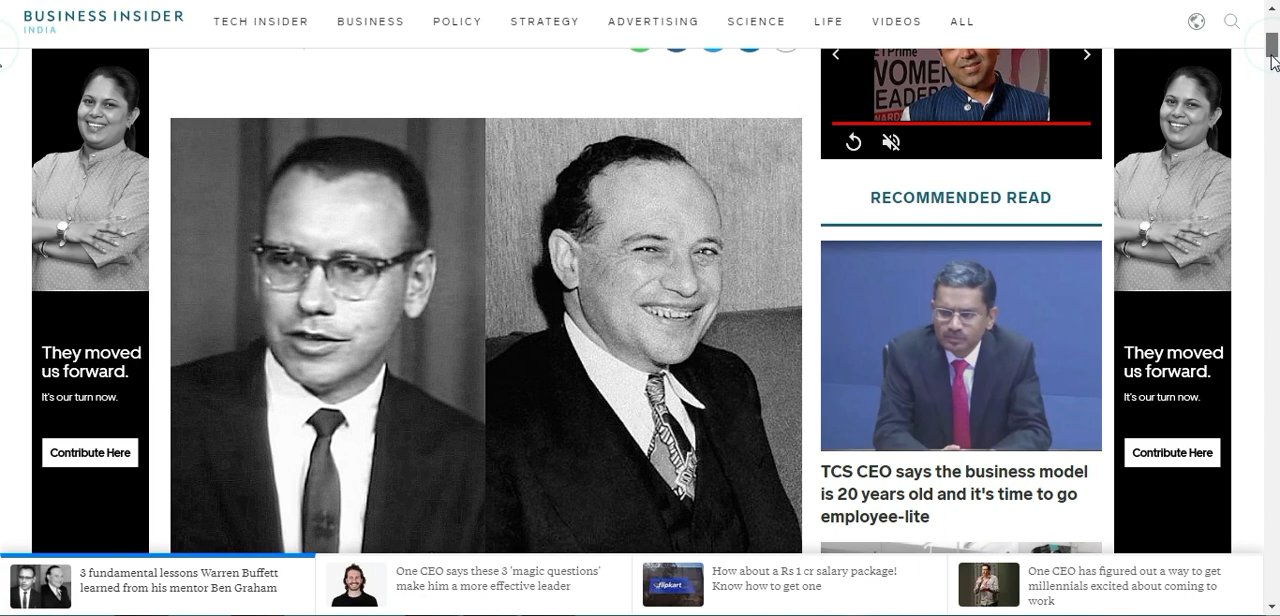 BUSINESS INSIDER
INDIA
TECH INSIDER
BUSINESS
POLICY
STRATEGY
ADVERTISING
SCIENCE
LIFE
VIDEOS
ALL
WOMEN
LEADERS
They moved
us forward.
It's our turn now.
Contribute Here
RECOMMENDED READ
TCS CEO says the business model
is 20 years old and it's time to go
employee-lite
They moved
us forward.
It's our turn now.
Contribute Here
3 fundamental lessons Warren Buffett
learned from his mentor Ben Graham
One CEO says these 3 'magic questions'
make him a more effective leader
flipkart
How about a Rs 1 cr salary package!
Know how to get one
One CEO has figured out a way to get
millennials excited about coming to
work